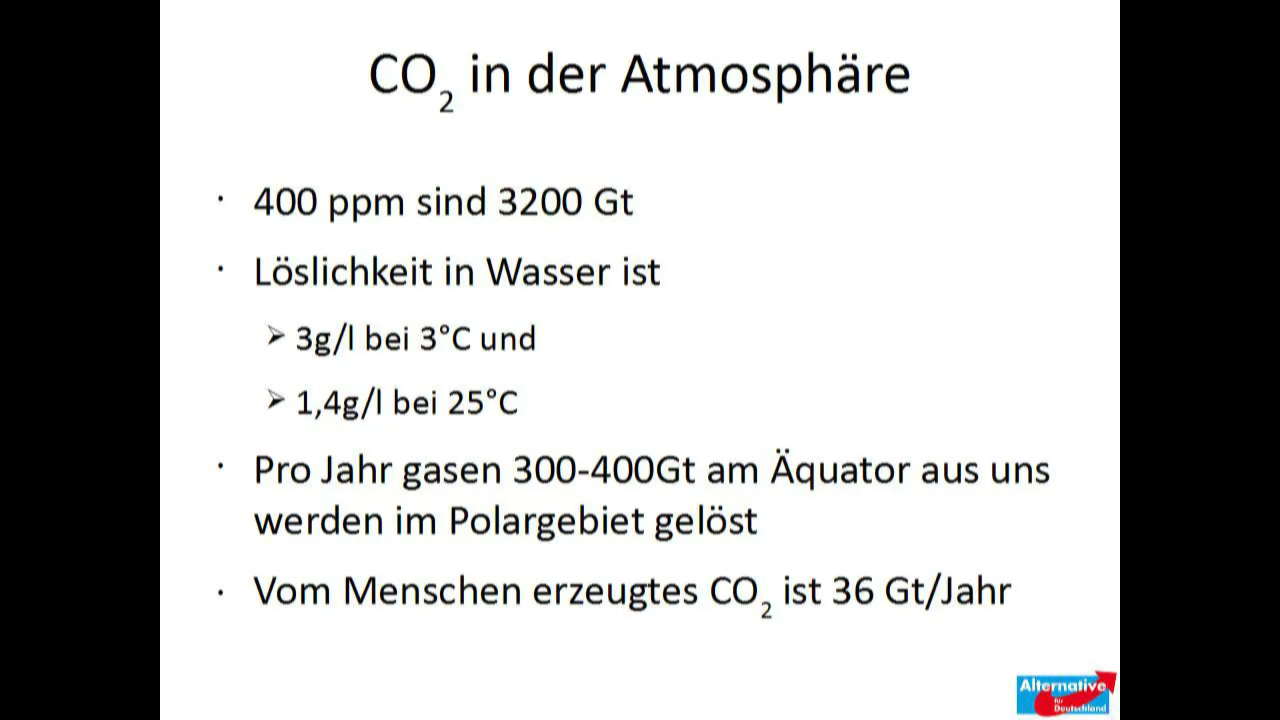 CO₂ in der Atmosphäre
· 400 ppm sind 3200 Gt
· Löslichkeit in Wasser ist
➢ 3g/l bei 3°C und
➢ 1,4g/l bei 25°C
· Pro Jahr gasen 300-400Gt am Äquator aus uns
werden im Polargebiet gelöst
· Vom Menschen erzeugtes CO₂ ist 36 Gt/Jahr
Alternative
für
Deutschland